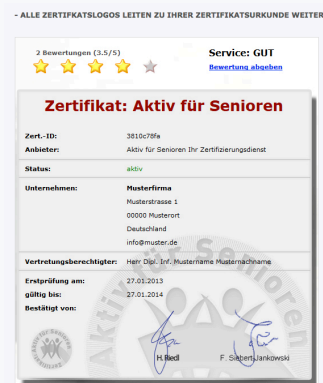 - ALLE ZERTIFKATSLOGOS LEITEN ZU IHRER ZERTIFIKATSURKUNDE WEITER
2 Bewertungen (3.5/5)
Service: GUT
Bewertung abgeben
Zertifikat: Aktiv für Senioren
Zert.-ID: 3810c78fe
Anbieter: Aktiv für Senioren Ihr Zertifizierungsdienst
Status: aktiv
Unternehmen: Musterfirma
Musterstrasse 1
00000 Musterort
Deutschland
info@muster.de
Vertretungsberechtigter: Herr Dipl. Inf. Mustername Musternachname
Erstprüfung am: 27.01.2013
gültig bis: 27.01.2014
Bestätigt von:
H. Riedl
F. Siebert-Jankowski
Aktiv für Senioren